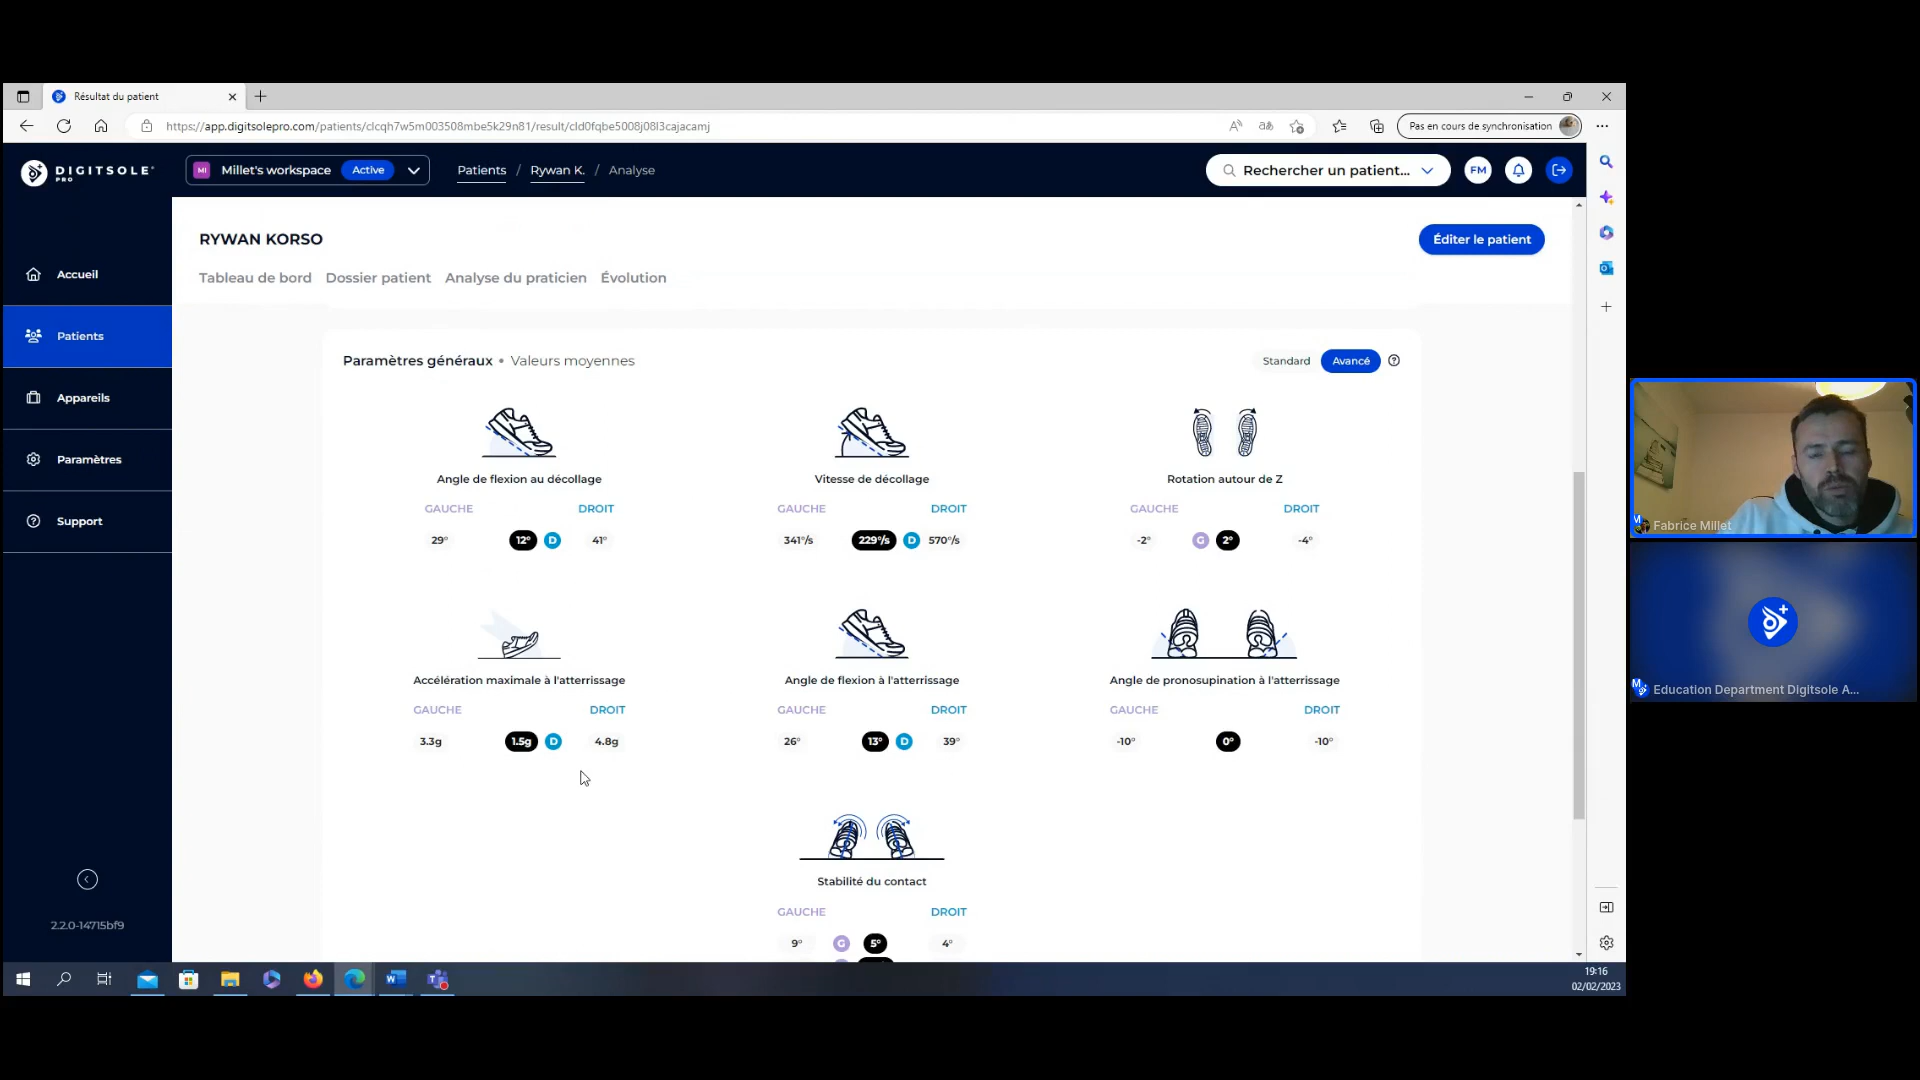 Résultat du patient
https://app.digitsolepro.com/patients/clcqh7w5m003508mbe5k29n81/result/cld0fqbe5008j08l3cajacamj
Pas en cours de synchronisation
DIGITSOLE
PRO
MI Millet's workspace Active
Patients / Rywan K. / Analyse
Rechercher un patient...
FM
RYWAN KORSO
Éditer le patient
Tableau de bord Dossier patient Analyse du praticien Évolution
Accueil
Patients
Appareils
Paramètres
Support
2.2.0-14715bf9
Paramètres généraux • Valeurs moyennes
Standard Avancé
Angle de flexion au décollage
GAUCHE DROIT
29° 12° D 41°
Vitesse de décollage
GAUCHE DROIT
341°/s 229°/s D 570°/s
Rotation autour de Z
GAUCHE DROIT
-2° G 2° -4°
Accélération maximale à l'atterrissage
GAUCHE DROIT
3.3g 1.5g D 4.8g
Angle de flexion à l'atterrissage
GAUCHE DROIT
26° 13° D 39°
Angle de pronosupination à l'atterrissage
GAUCHE DROIT
-10° 0° -10°
Stabilité du contact
GAUCHE DROIT
9° G 5° 4°
19:16
02/02/2023
Fabrice Millet
Education Department Digitsole A...